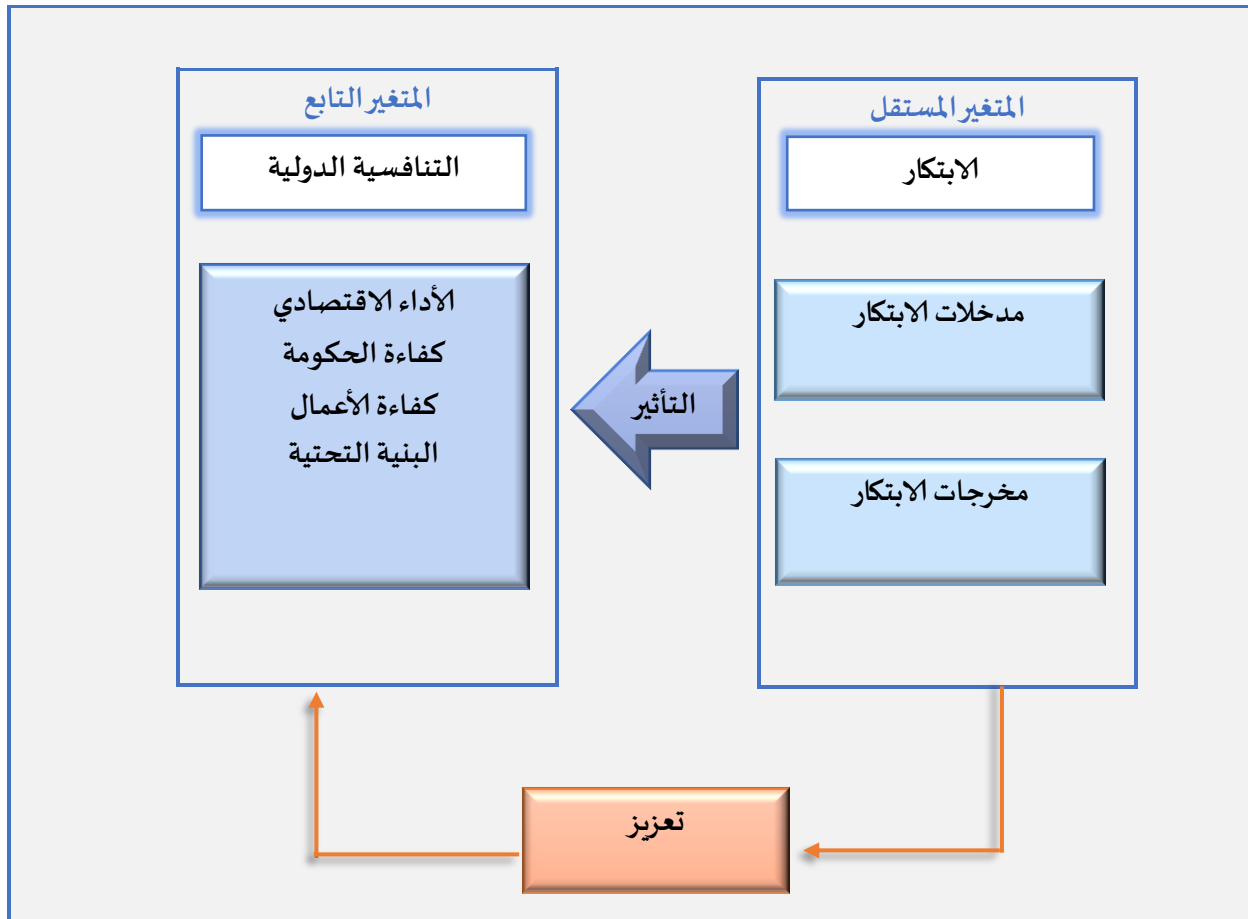 المتغير المستقل
الابتكار
مدخلات الابتكار
مخرجات الابتكار
التأثير
المتغير التابع
التنافسية الدولية
الأداء الاقتصادي
كفاءة الحكومة
كفاءة الأعمال
البنية التحتية
تعزيز